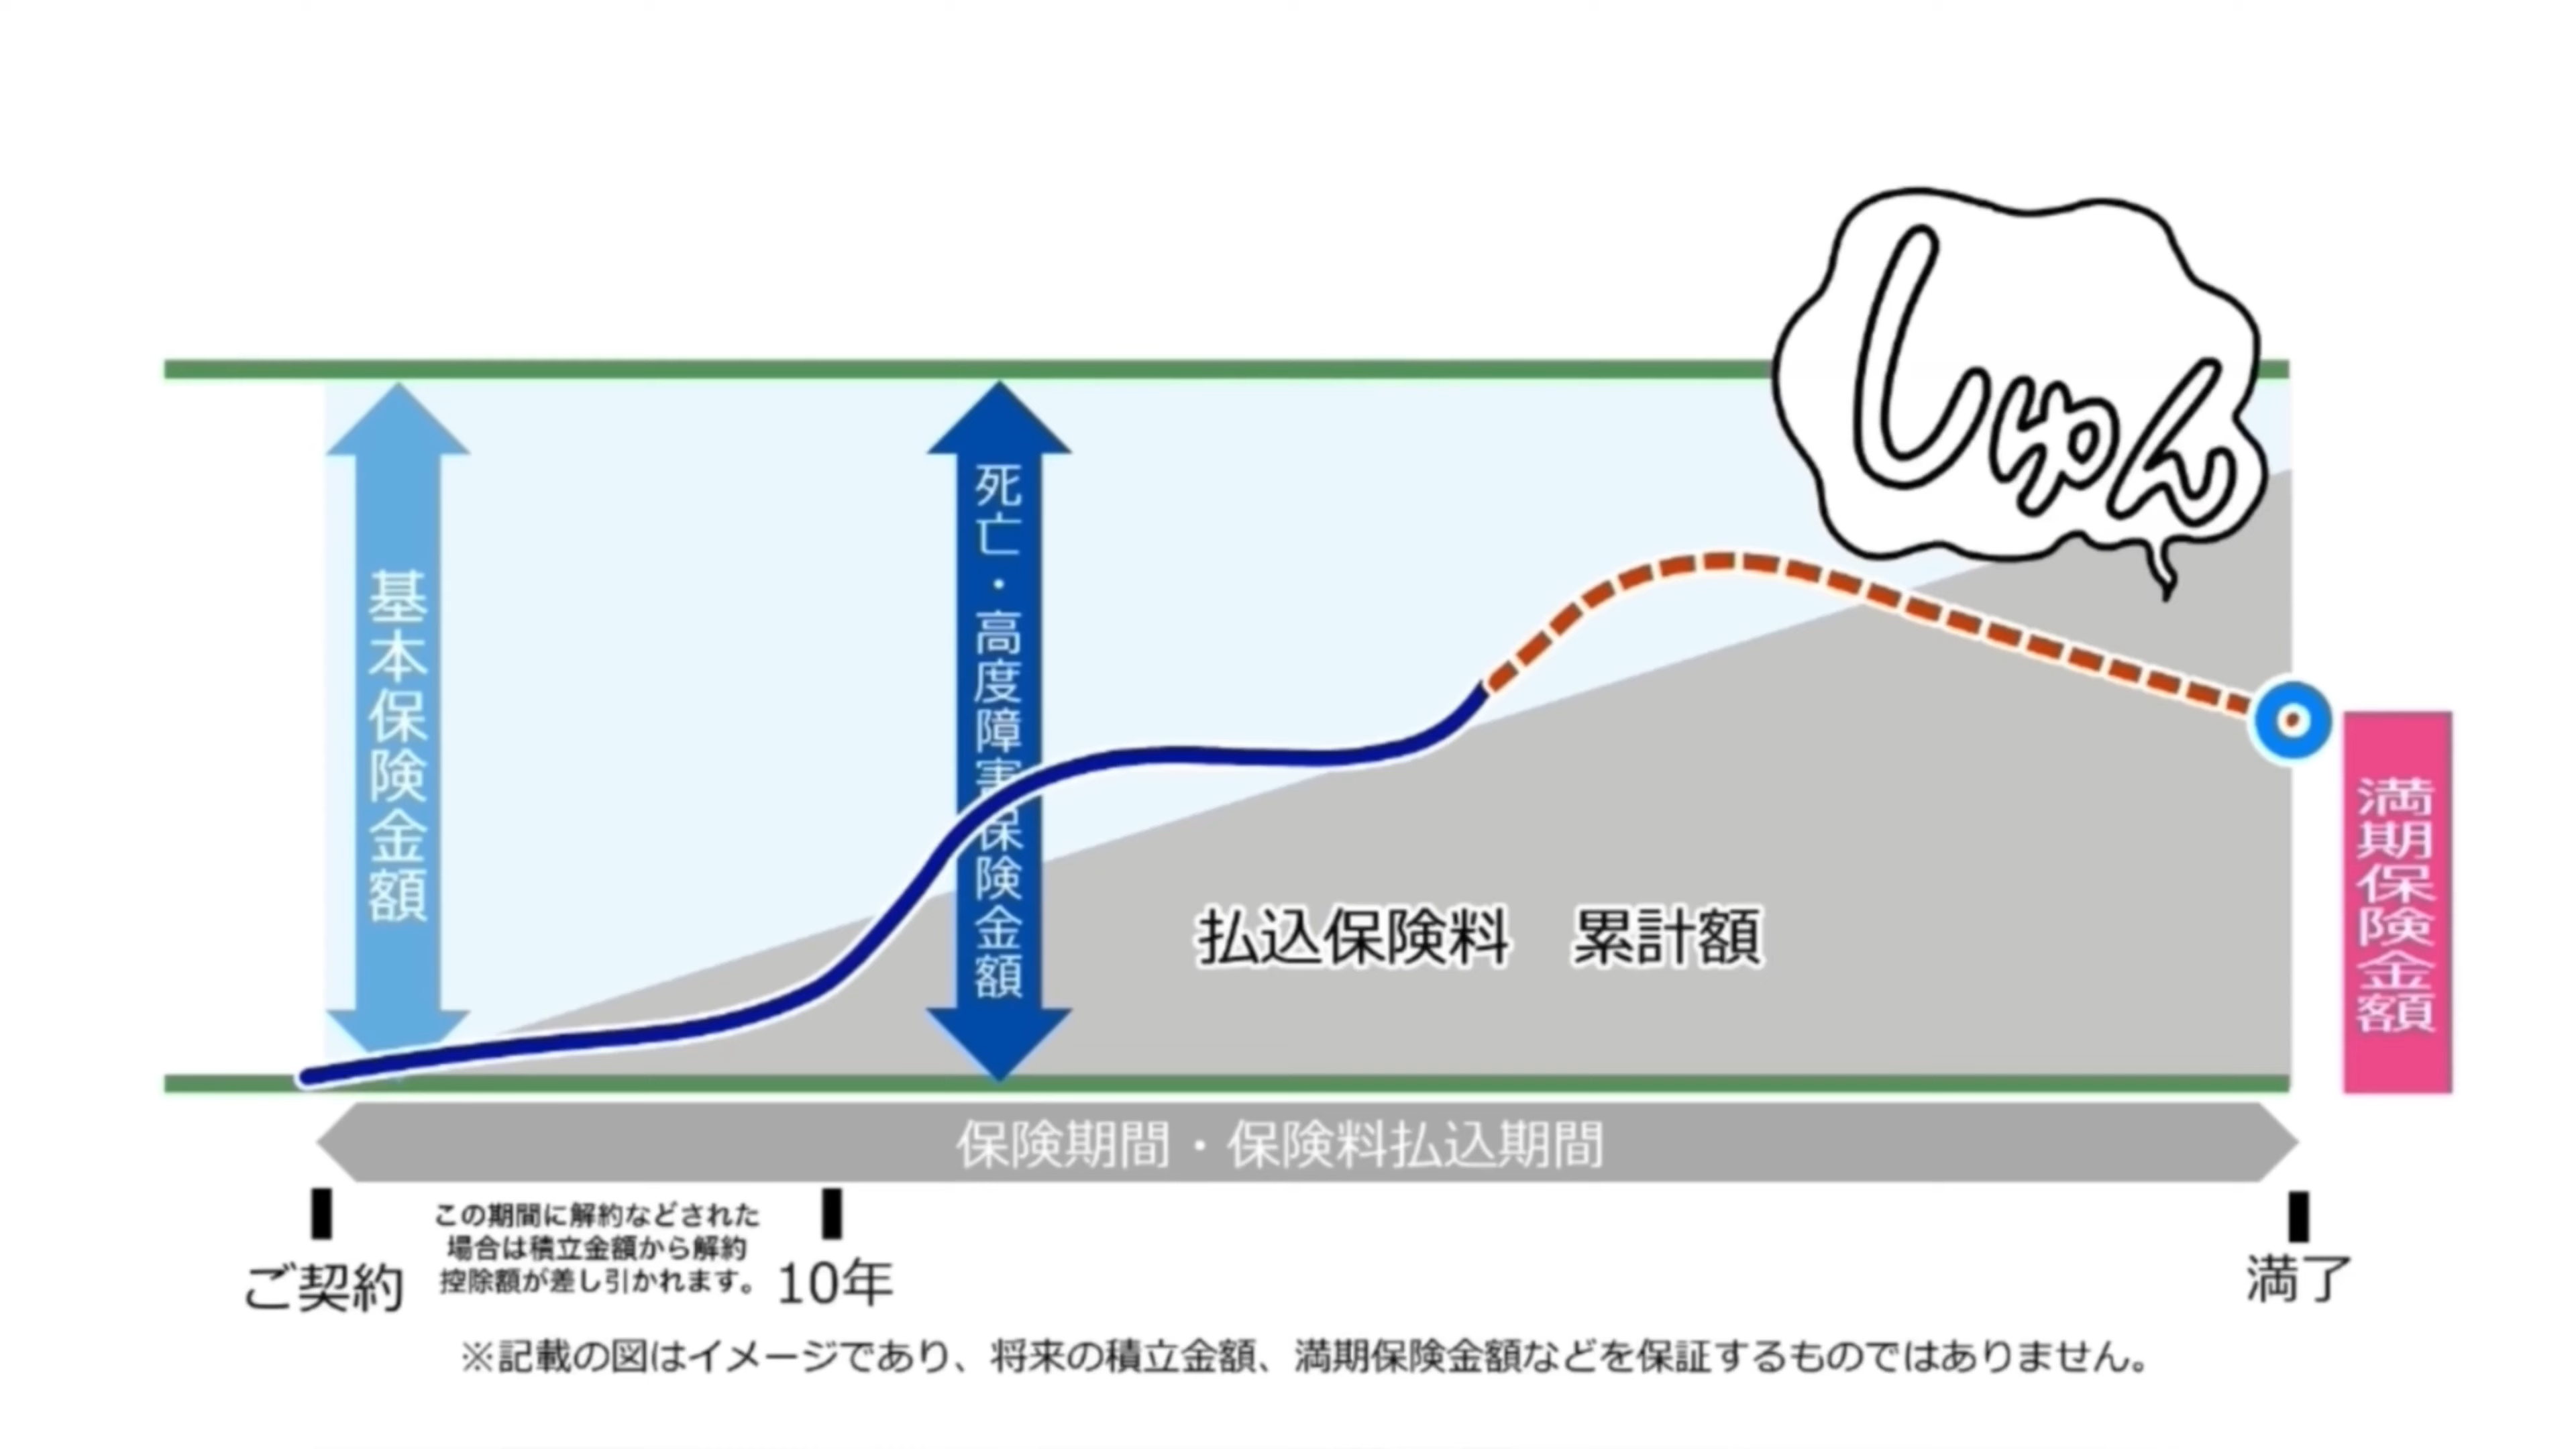 しゅん
基本保険金額
死亡・高度障害保険金額
払込保険料　累計額
満期保険金額
保険期間・保険料払込期間
ご契約
この期間に解約などされた
場合は積立金額から解約
控除額が差し引かれます。
10年
満了
※記載の図はイメージであり、将来の積立金額、満期保険金額などを保証するものではありません。